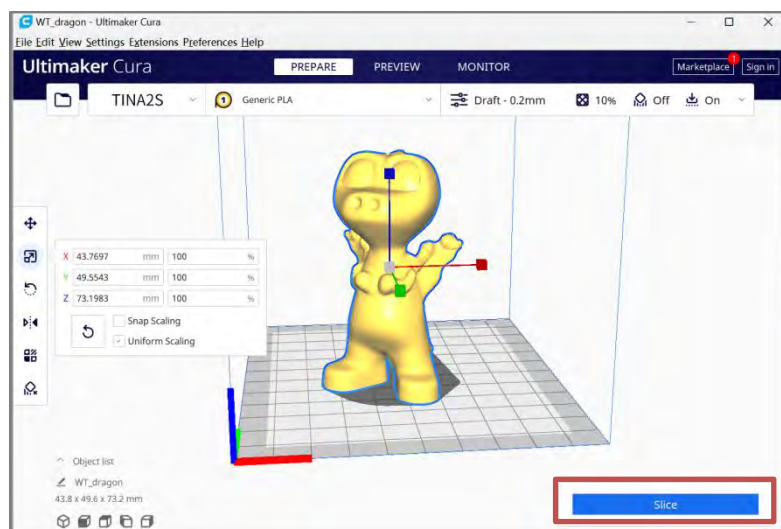 WT_dragon - Ultimaker Cura
File Edit View Settings Extensions Preferences Help
Ultimaker Cura PREPARE PREVIEW MONITOR Marketplace 1 Sign in
TINA2S 1 Generic PLA Draft - 0.2mm 10% Off On
X 43.7697 mm 100 %
Y 49.5543 mm 100 %
Z 73.1983 mm 100 %
Snap Scaling
Uniform Scaling
Object list
WT_dragon
43.8 x 49.6 x 73.2 mm
Slice